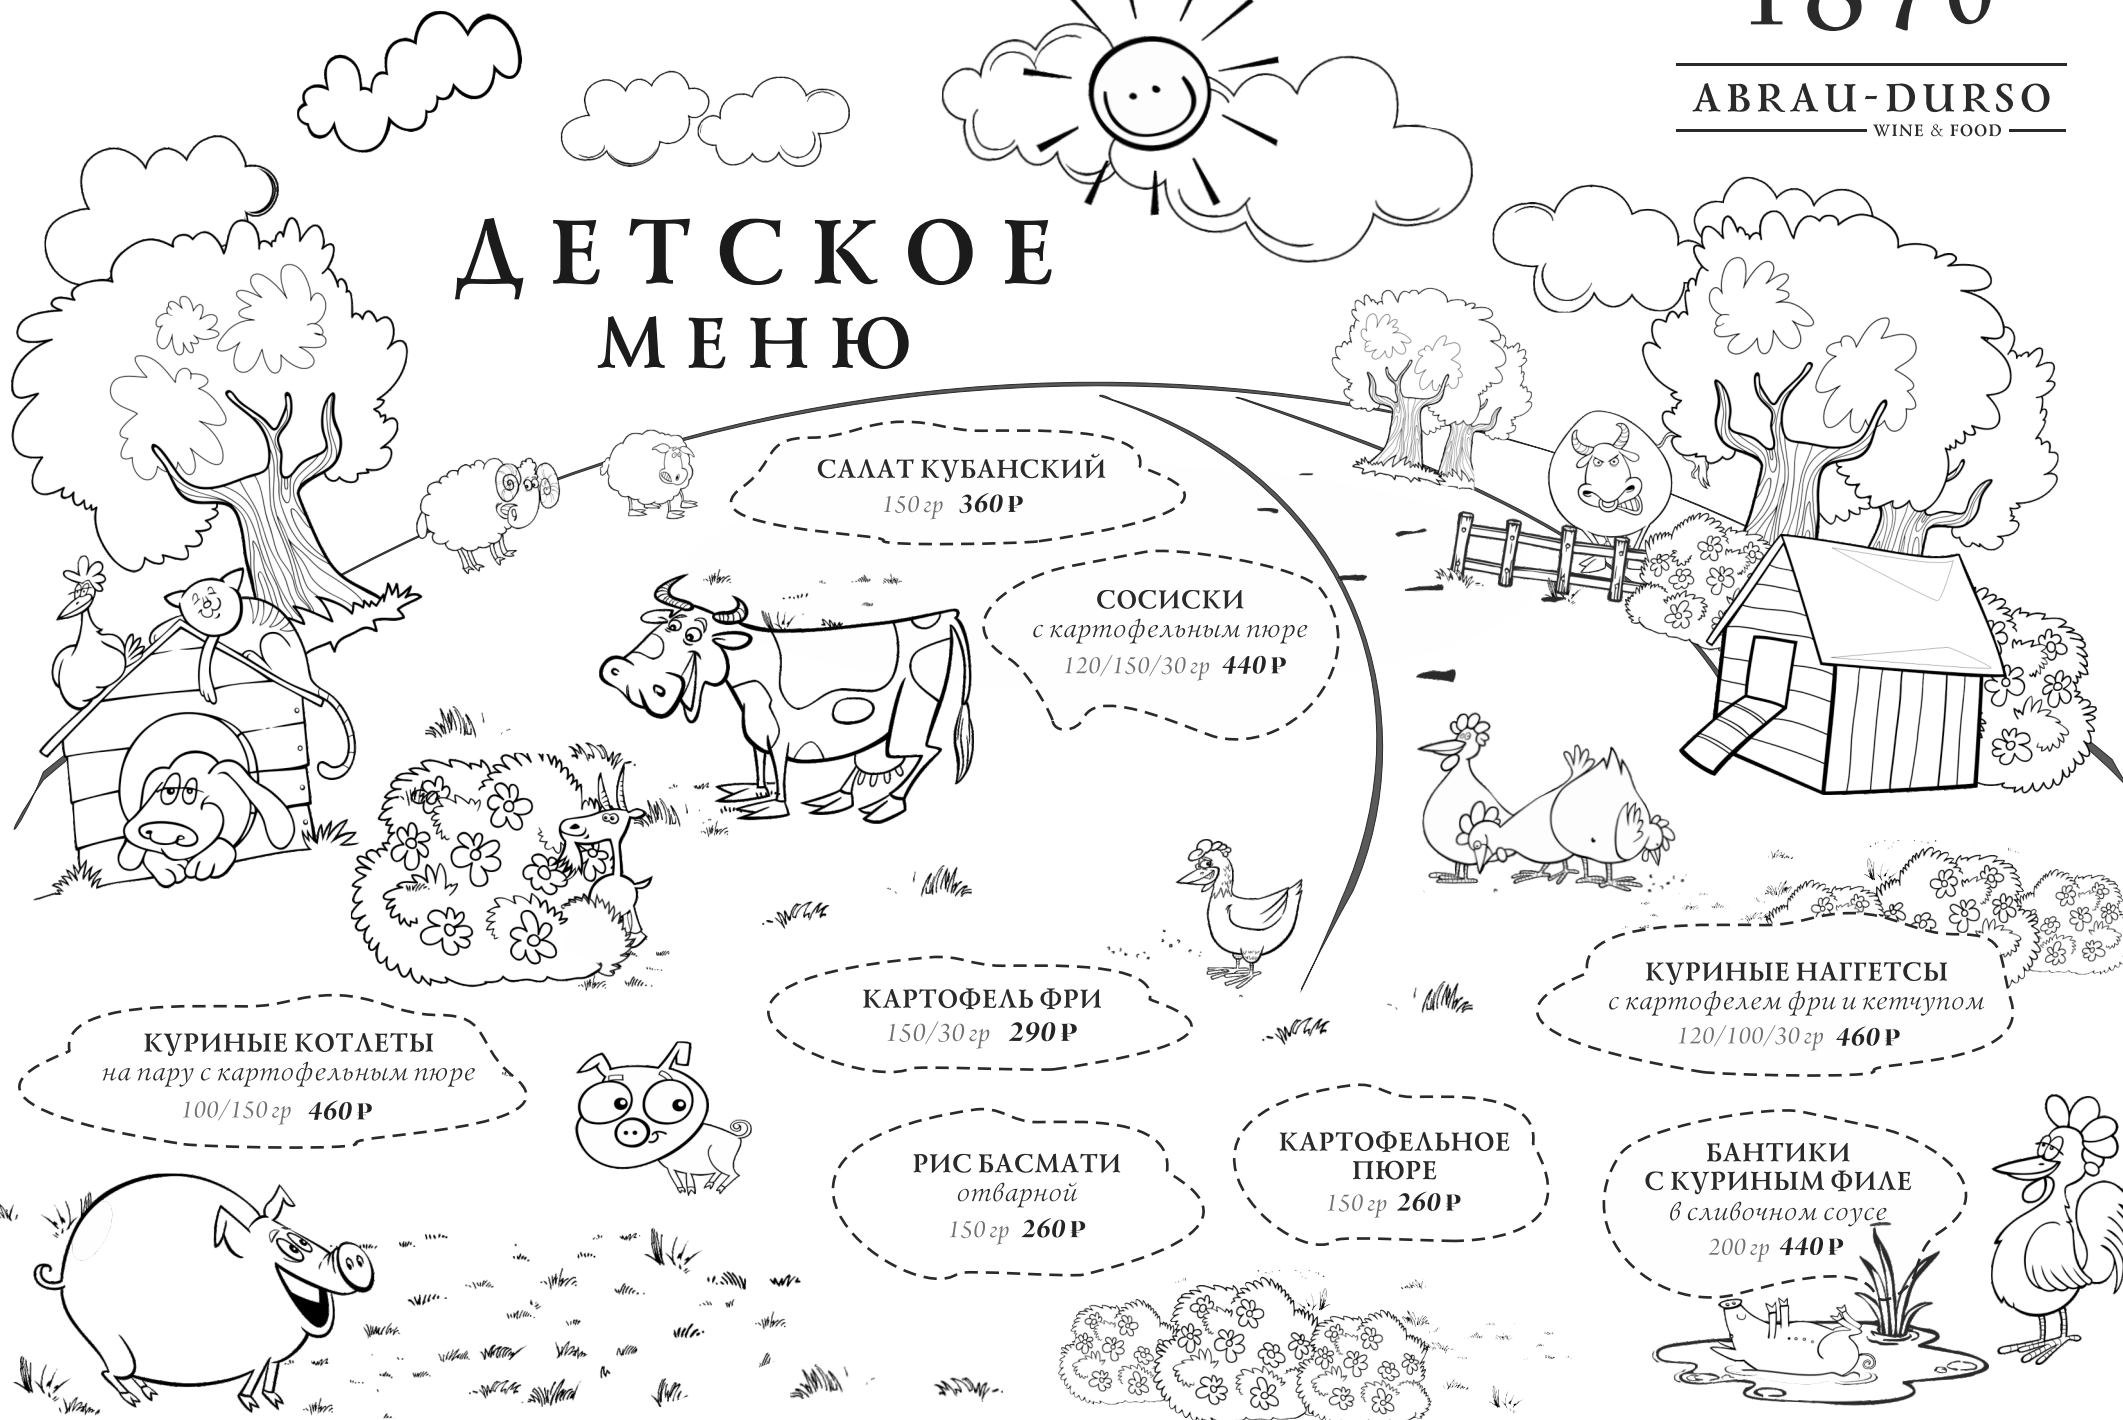 1870
ABRAU-DURSO
WINE & FOOD
ДЕТСКОЕ
МЕНЮ
САЛАТ КУБАНСКИЙ
150 гр 360 ₽
СОСИСКИ
с картофельным пюре
120/150/30 гр 440 ₽
КУРИНЫЕ НАГГЕТСЫ
с картофелем фри и кетчупом
120/100/30 гр 460 ₽
КАРТОФЕЛЬ ФРИ
150/30 гр 290 ₽
КУРИНЫЕ КОТЛЕТЫ
на пару с картофельным пюре
100/150 гр 460 ₽
РИС БАСМАТИ
отварной
150 гр 260 ₽
КАРТОФЕЛЬНОЕ
ПЮРЕ
150 гр 260 ₽
БАНТИКИ
С КУРИНЫМ ФИЛЕ
в сливочном соусе
200 гр 440 ₽